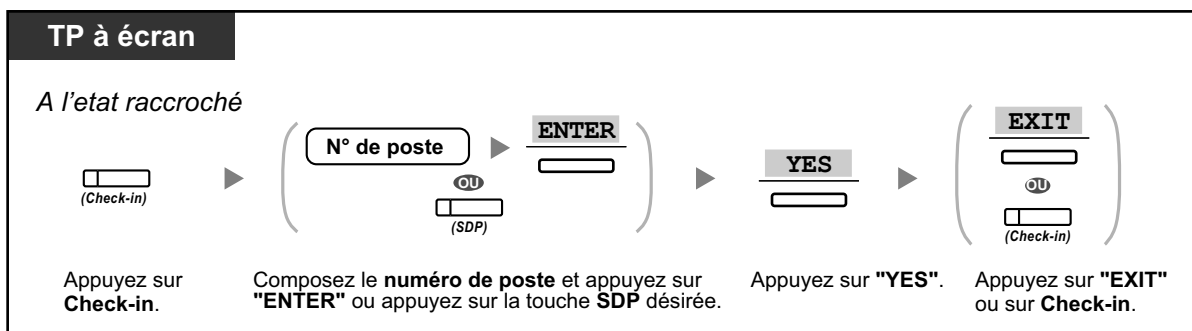 TP à écran
A l'etat raccroché
(Check-in)
N° de poste
ENTER
OU
(SDP)
YES
EXIT
OU
(Check-in)
Appuyez sur
Check-in.
Composez le numéro de poste et appuyez sur
"ENTER" ou appuyez sur la touche SDP désirée.
Appuyez sur "YES".
Appuyez sur "EXIT"
ou sur Check-in.